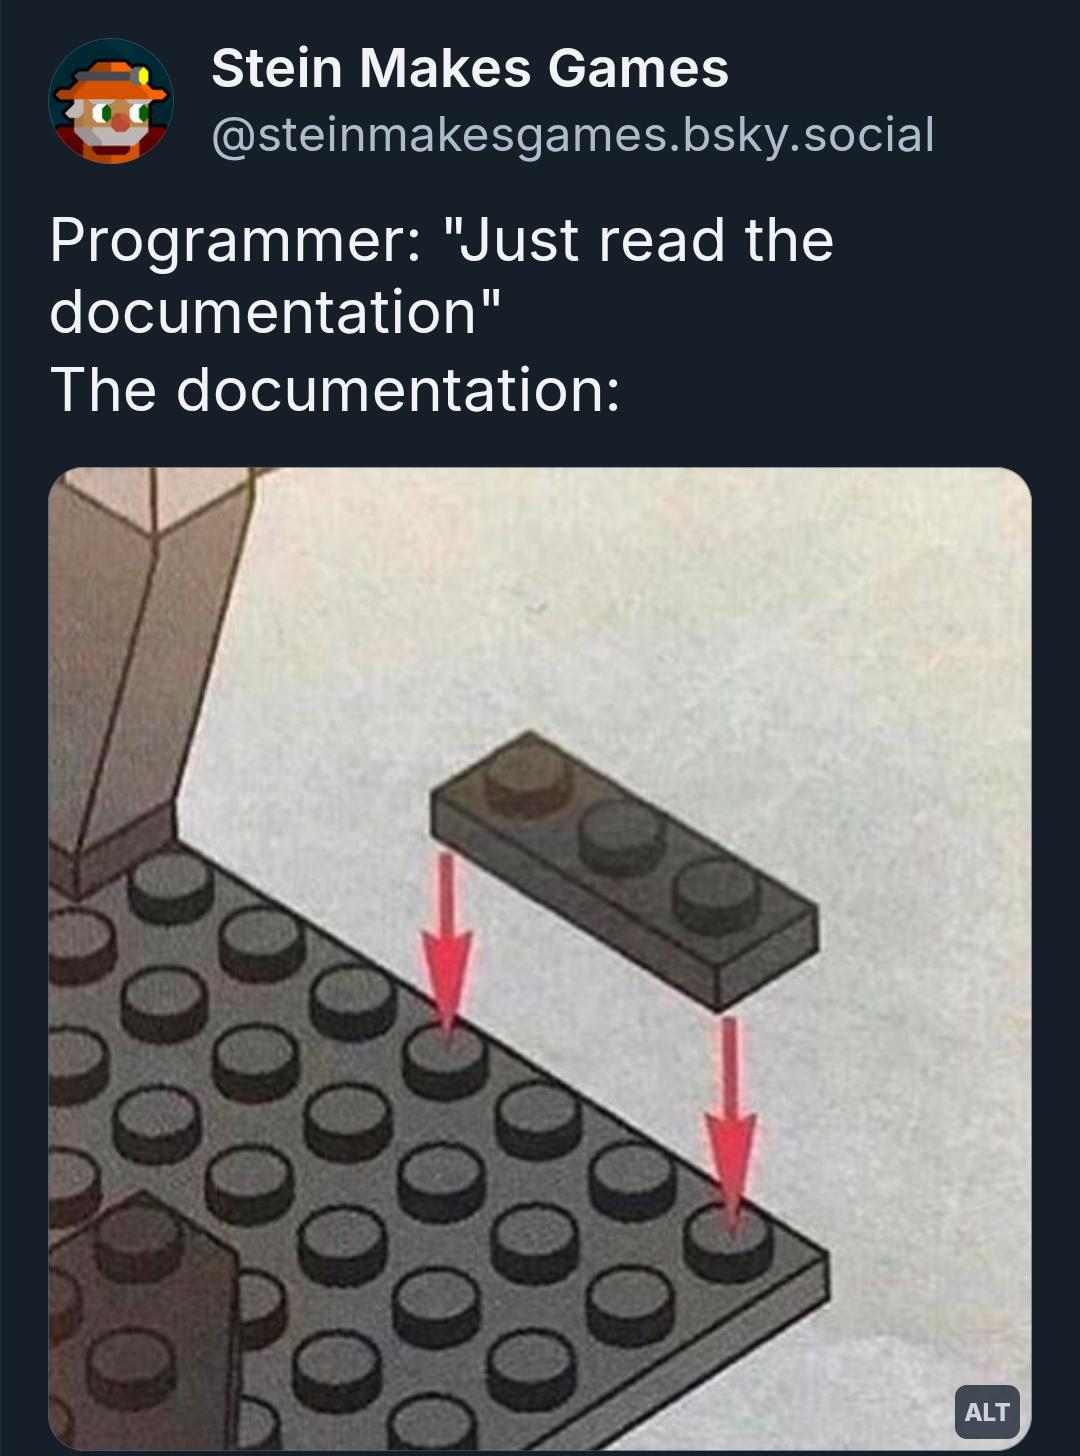 Stein Makes Games
@steinmakesgames.bsky.social
Programmer: "Just read the
documentation"
The documentation:
ALT